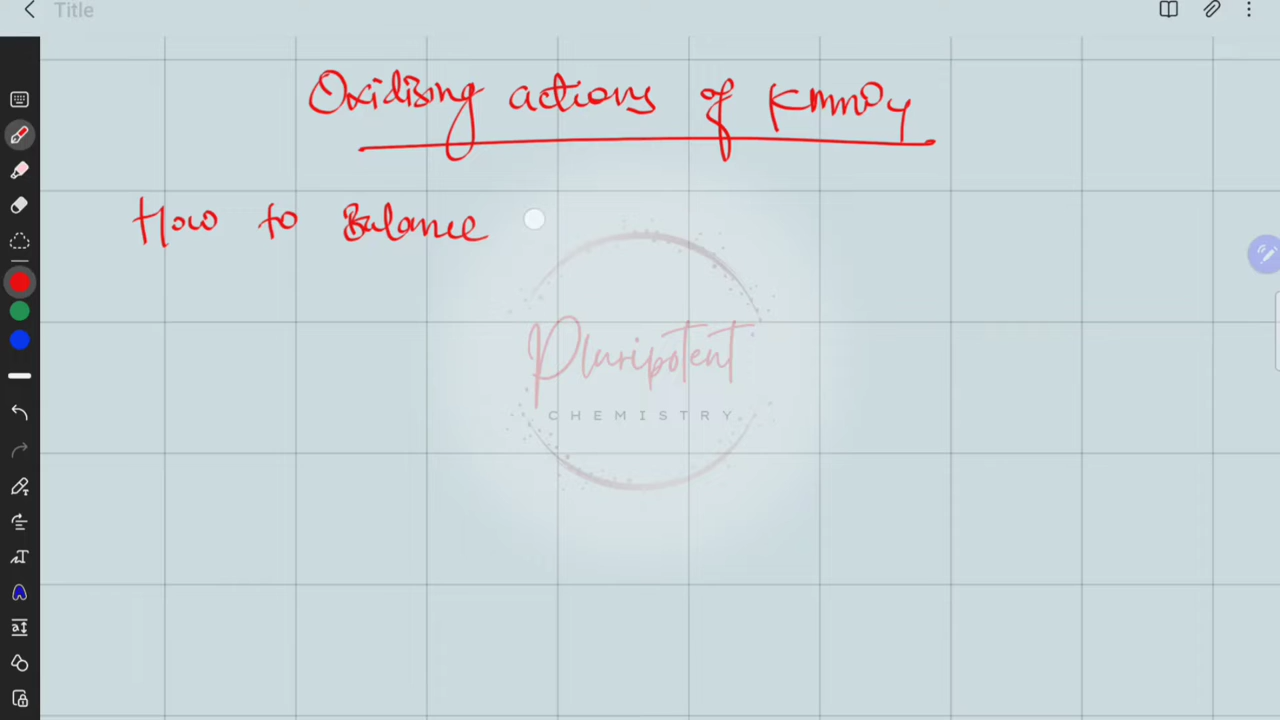 Title
Oxidising actions of KMnO4
How to Balance
Pluripotent
CHEMISTRY